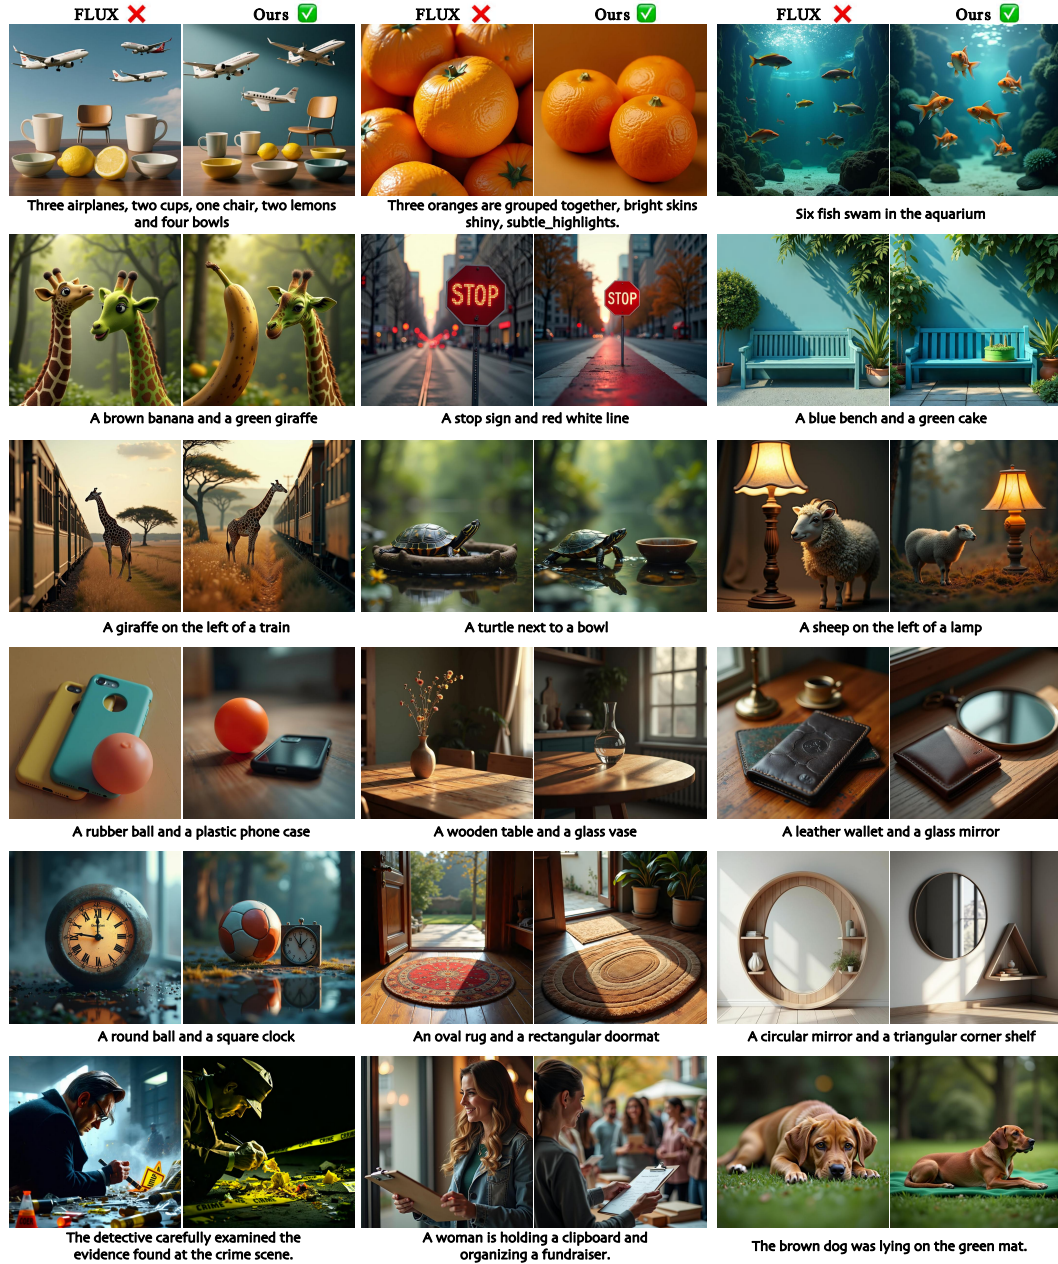 FLUX ❌ Ours ✅ FLUX ❌ Ours ✅ FLUX ❌ Ours ✅
Three airplanes, two cups, one chair, two lemons
and four bowls
Three oranges are grouped together, bright skins
shiny, subtle_highlights.
Six fish swam in the aquarium
STOP
STOP
A brown banana and a green giraffe
A stop sign and red white line
A blue bench and a green cake
A giraffe on the left of a train
A turtle next to a bowl
A sheep on the left of a lamp
A rubber ball and a plastic phone case
A wooden table and a glass vase
A leather wallet and a glass mirror
A round ball and a square clock
An oval rug and a rectangular doormat
A circular mirror and a triangular corner shelf
CRIME
CRIME
The detective carefully examined the
evidence found at the crime scene.
A woman is holding a clipboard and
organizing a fundraiser.
The brown dog was lying on the green mat.